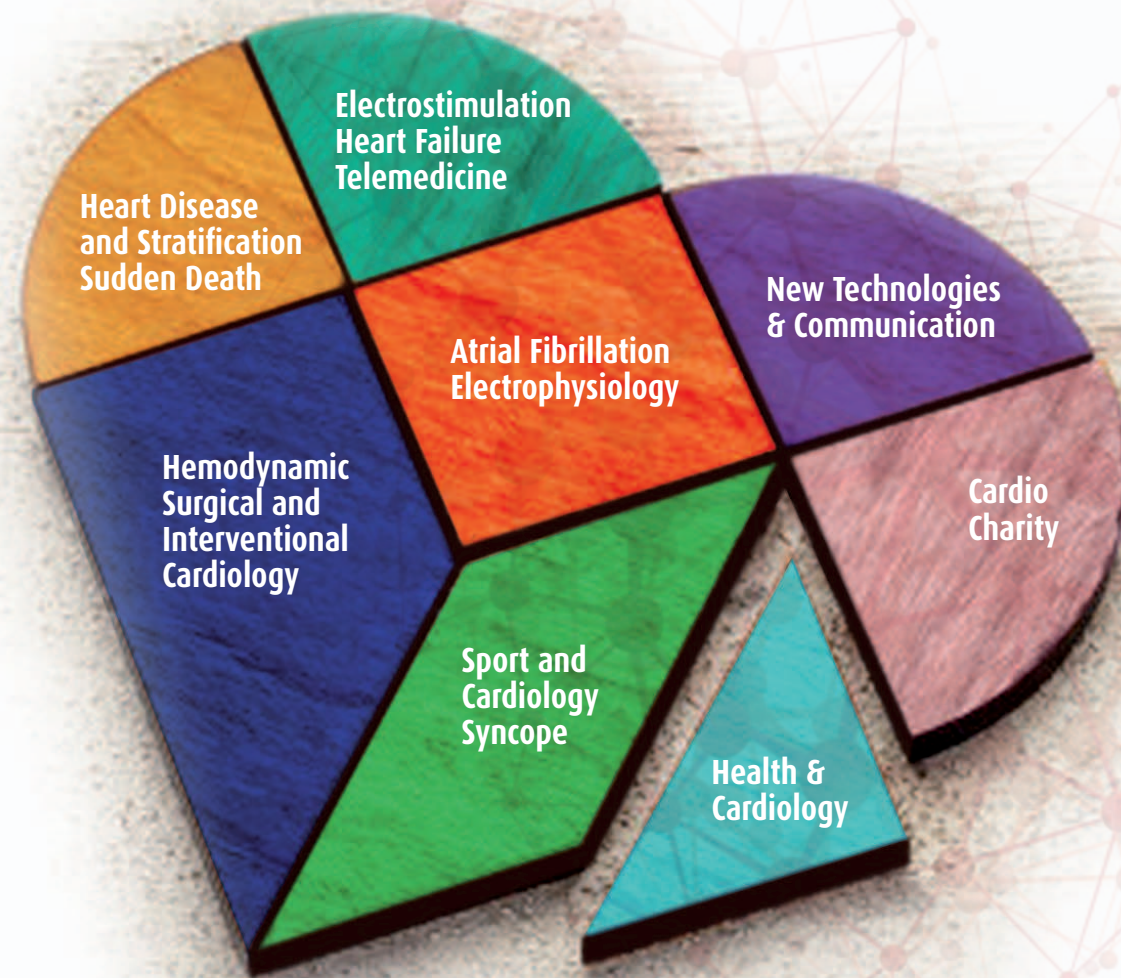 Electrostimulation
Heart Failure
Telemedicine
Heart Disease
and Stratification
Sudden Death
New Technologies
& Communication
Atrial Fibrillation
Electrophysiology
Hemodynamic
Surgical and
Interventional
Cardiology
Cardio
Charity
Sport and
Cardiology
Syncope
Health &
Cardiology